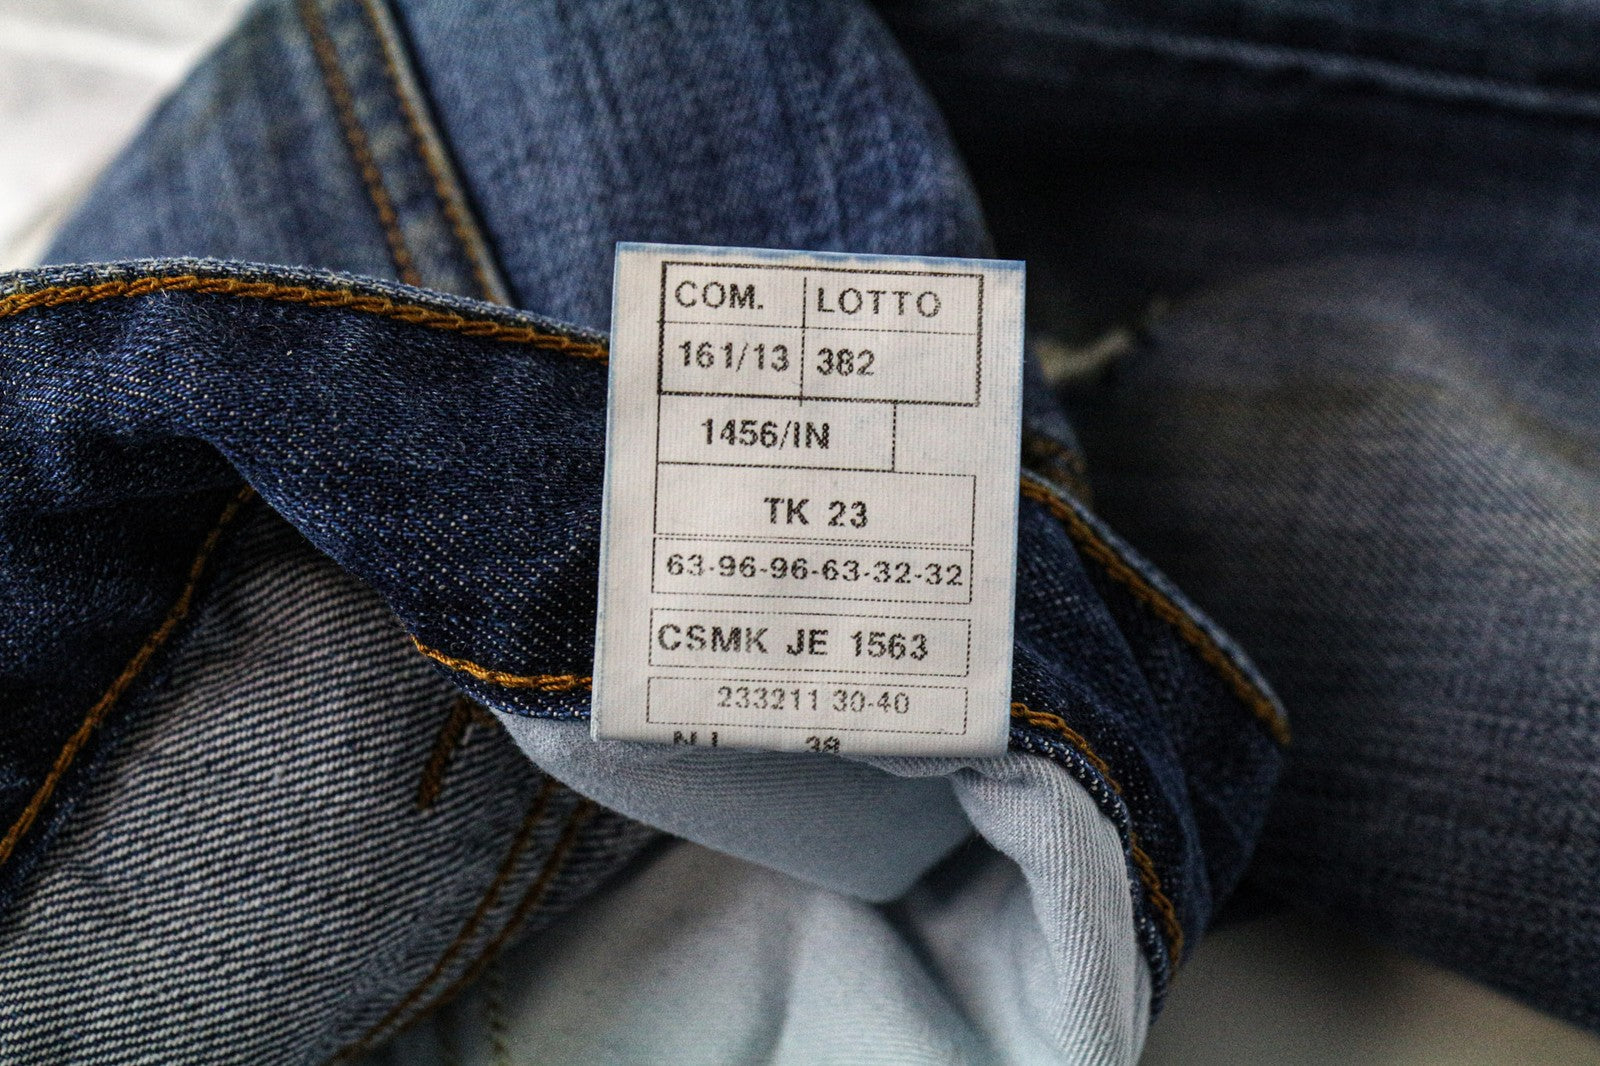 COM. LOTTO
161/13 382
1456/IN
TK 23
63-96-96-63-32-32
CSMK JE 1563
233211 30-40
38